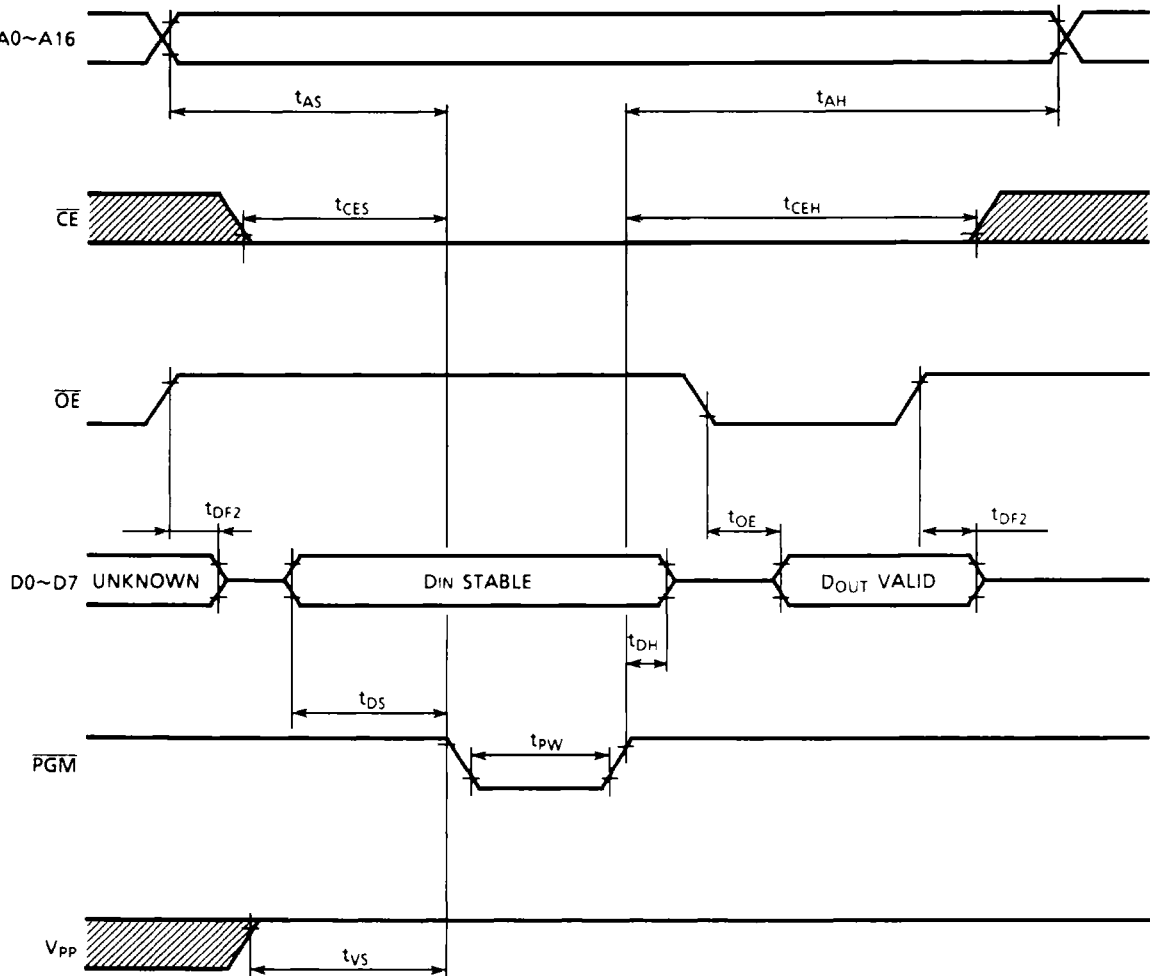 A0~A16
tAS
tAH
CE
tCES
tCEH
OE
tDF2
tOE
tDF2
D0~D7 UNKNOWN DIN STABLE DOUT VALID
tDH
tDS
PGM
tPW
VPP
tVS